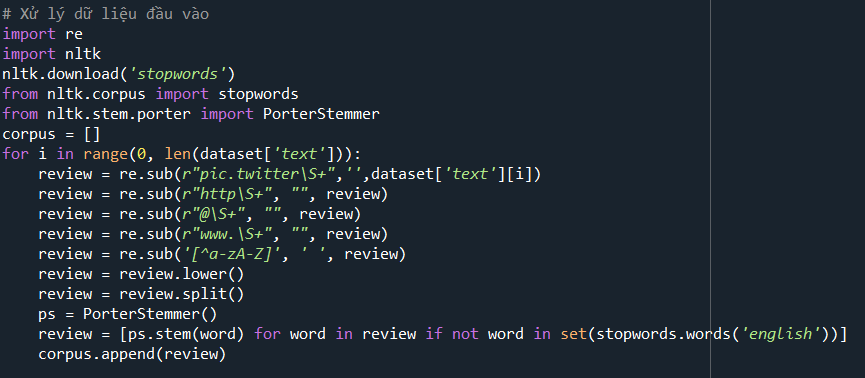 # Xử lý dữ liệu đầu vào
import re
import nltk
nltk.download('stopwords')
from nltk.corpus import stopwords
from nltk.stem.porter import PorterStemmer
corpus = []
for i in range(0, len(dataset['text'])):
    review = re.sub(r"pic.twitter\S+",'',dataset['text'][i])
    review = re.sub(r"http\S+", "", review)
    review = re.sub(r"@\S+", "", review)
    review = re.sub(r"www.\S+", "", review)
    review = re.sub('[^a-zA-Z]', ' ', review)
    review = review.lower()
    review = review.split()
    ps = PorterStemmer()
    review = [ps.stem(word) for word in review if not word in set(stopwords.words('english'))]
    corpus.append(review)